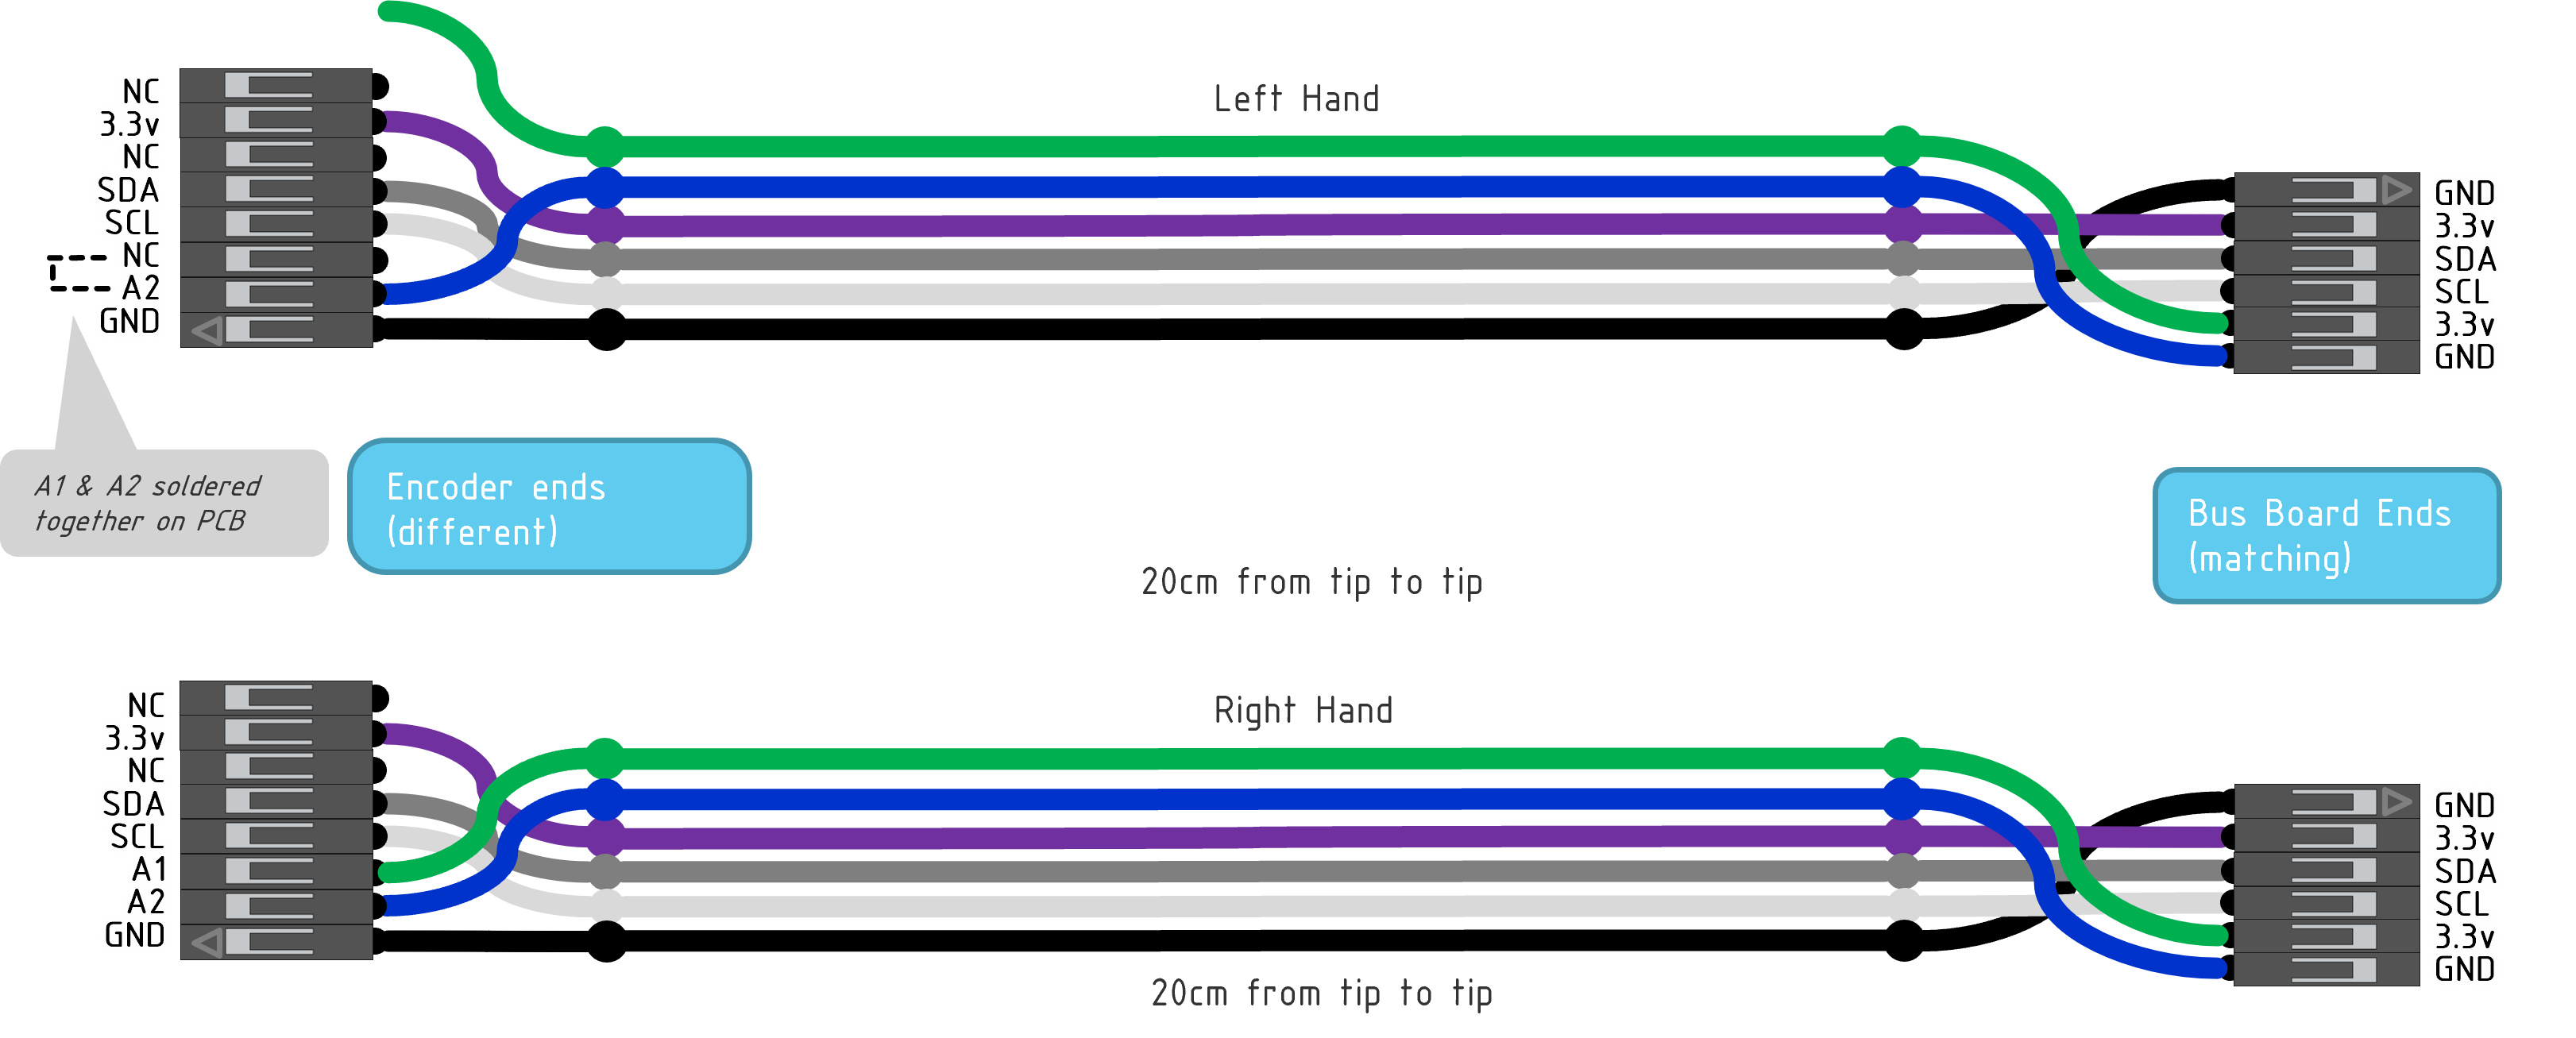 Left Hand
NC
3.3v
NC
SDA
SCL
NC
A2
GND
GND
3.3v
SDA
SCL
3.3v
GND
A1 & A2 soldered
together on PCB
Encoder ends
(different)
Bus Board Ends
(matching)
20cm from tip to tip
Right Hand
NC
3.3v
NC
SDA
SCL
A1
A2
GND
GND
3.3v
SDA
SCL
3.3v
GND
20cm from tip to tip